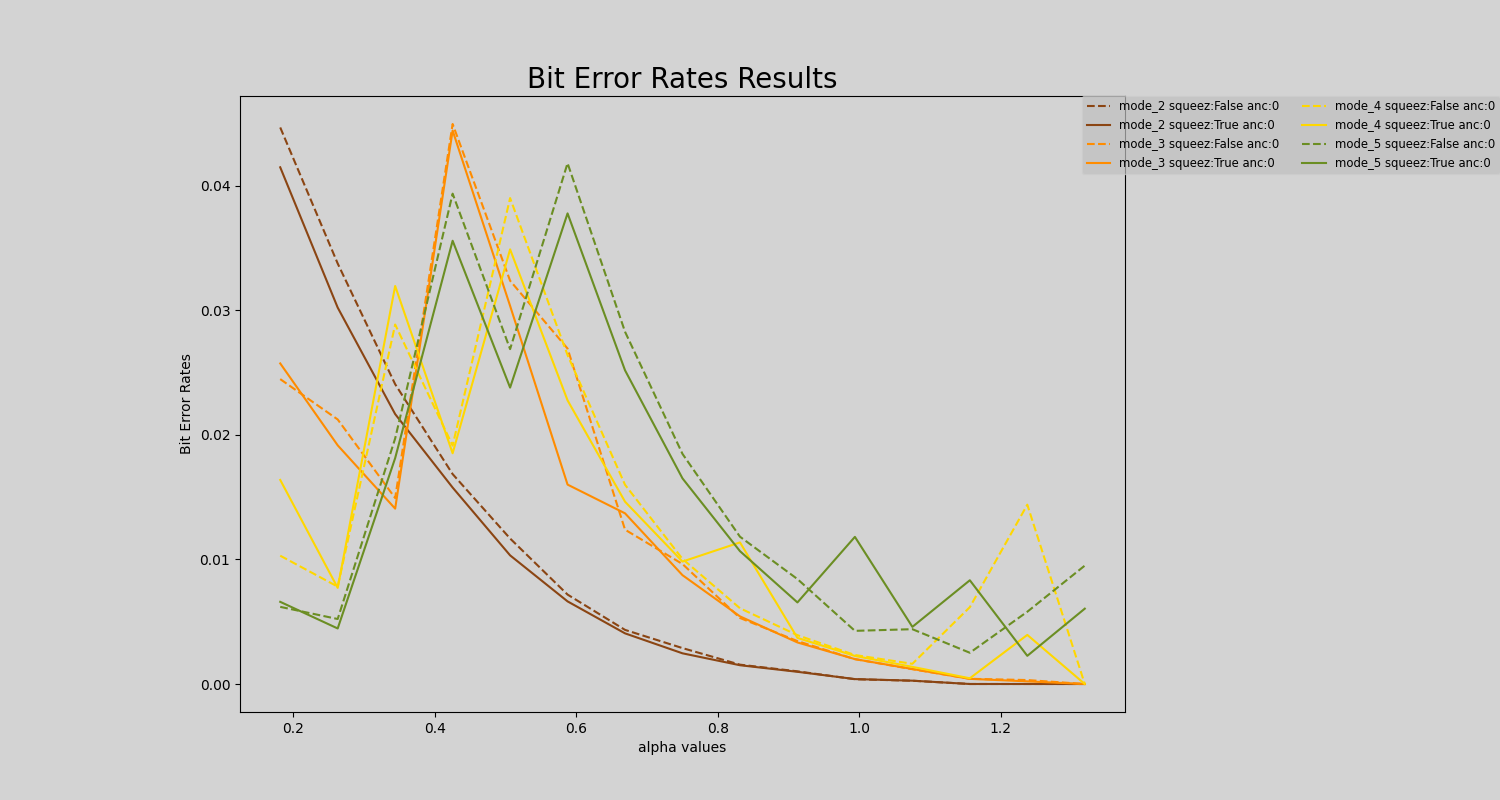 Bit Error Rates Results
mode_2 squeez:False anc:0
mode_2 squeez:True anc:0
mode_3 squeez:False anc:0
mode_3 squeez:True anc:0
mode_4 squeez:False anc:0
mode_4 squeez:True anc:0
mode_5 squeez:False anc:0
mode_5 squeez:True anc:0
Bit Error Rates
0.04
0.03
0.02
0.01
0.00
0.2
0.4
0.6
0.8
1.0
1.2
alpha values